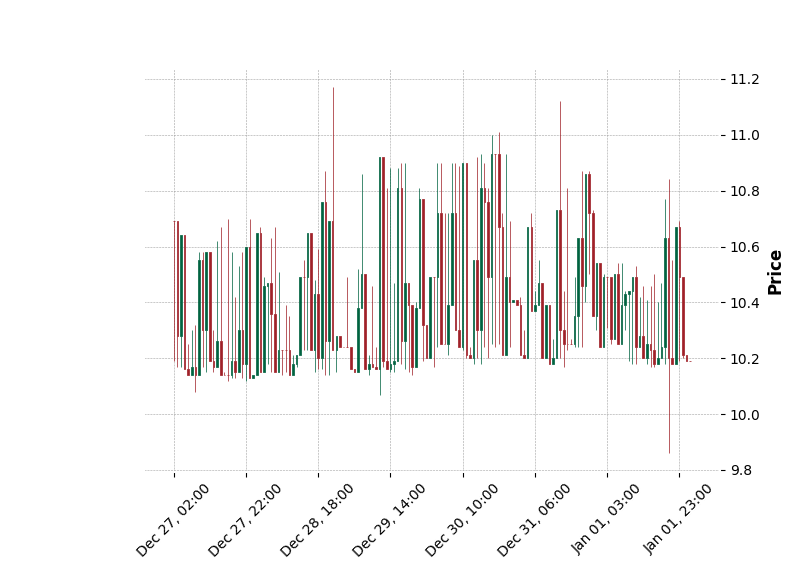 11.2
11.0
10.8
10.6
10.4
10.2
10.0
9.8
Price
Dec 27, 02:00
Dec 27, 22:00
Dec 28, 18:00
Dec 29, 14:00
Dec 30, 10:00
Dec 31, 06:00
Jan 01, 03:00
Jan 01, 23:00